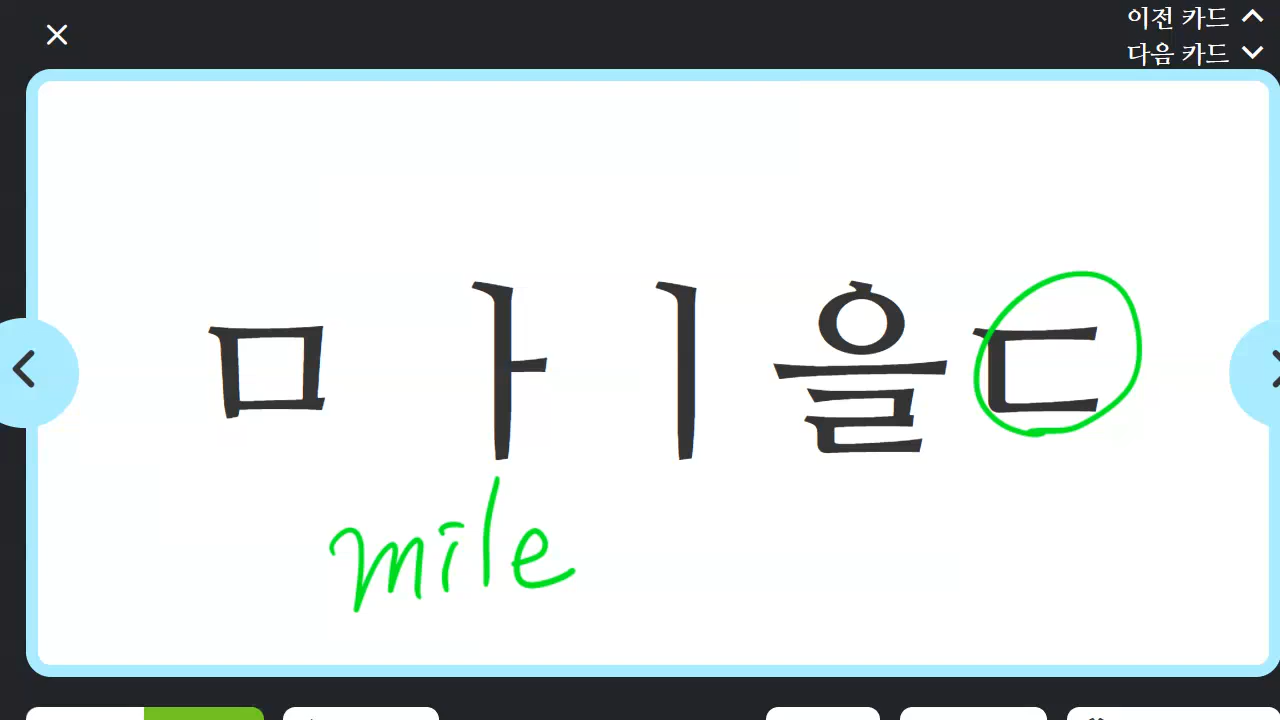 이전 카드
다음 카드
ㅁ ㅏ ㅣ 을 ㄷ
mile